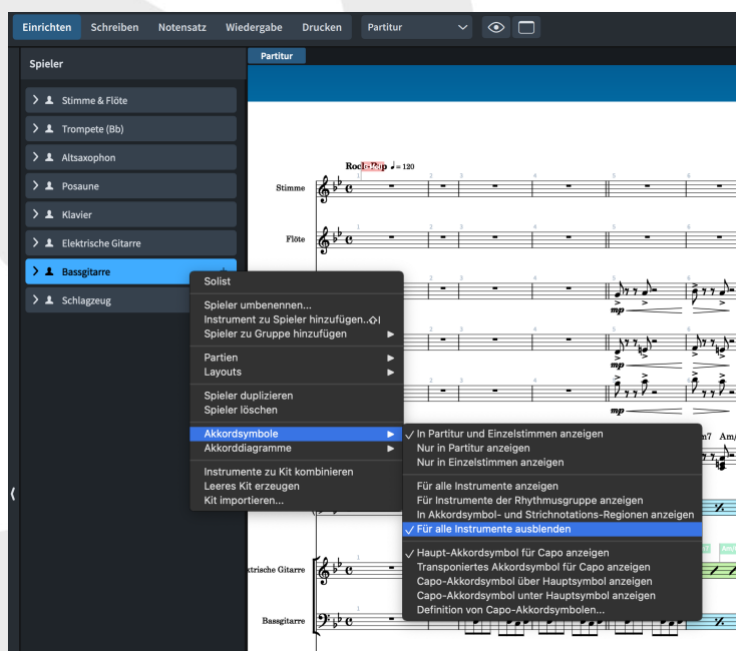 Einrichten Schreiben Notensatz Wiedergabe Drucken Partitur
Spieler
Partitur
Stimme & Flöte
Trompete (Bb)
Altsaxophon
Posaune
Klavier
Elektrische Gitarre
Bassgitarre
Schlagzeug
= 120
Stimme
Flöte
mp
mp
mp
Solist
Spieler umbenennen...
Instrument zu Spieler hinzufügen..
Spieler zu Gruppe hinzufügen
Partien
Layouts
Spieler duplizieren
Spieler löschen
Akkordsymbole
Akkorddiagramme
Instrumente zu Kit kombinieren
Leeres Kit erzeugen
Kit importieren...
In Partitur und Einzelstimmen anzeigen
Nur in Partitur anzeigen
Nur in Einzelstimmen anzeigen
Für alle Instrumente anzeigen
Für Instrumente der Rhythmusgruppe anzeigen
In Akkordsymbol- und Strichnotations-Regionen anzeigen
Für alle Instrumente ausblenden
Haupt-Akkordsymbol für Capo anzeigen
Transponiertes Akkordsymbol für Capo anzeigen
Capo-Akkordsymbol über Hauptsymbol anzeigen
Capo-Akkordsymbol unter Hauptsymbol anzeigen
Definition von Capo-Akkordsymbolen...
trische Gitarre
Bassgitarre